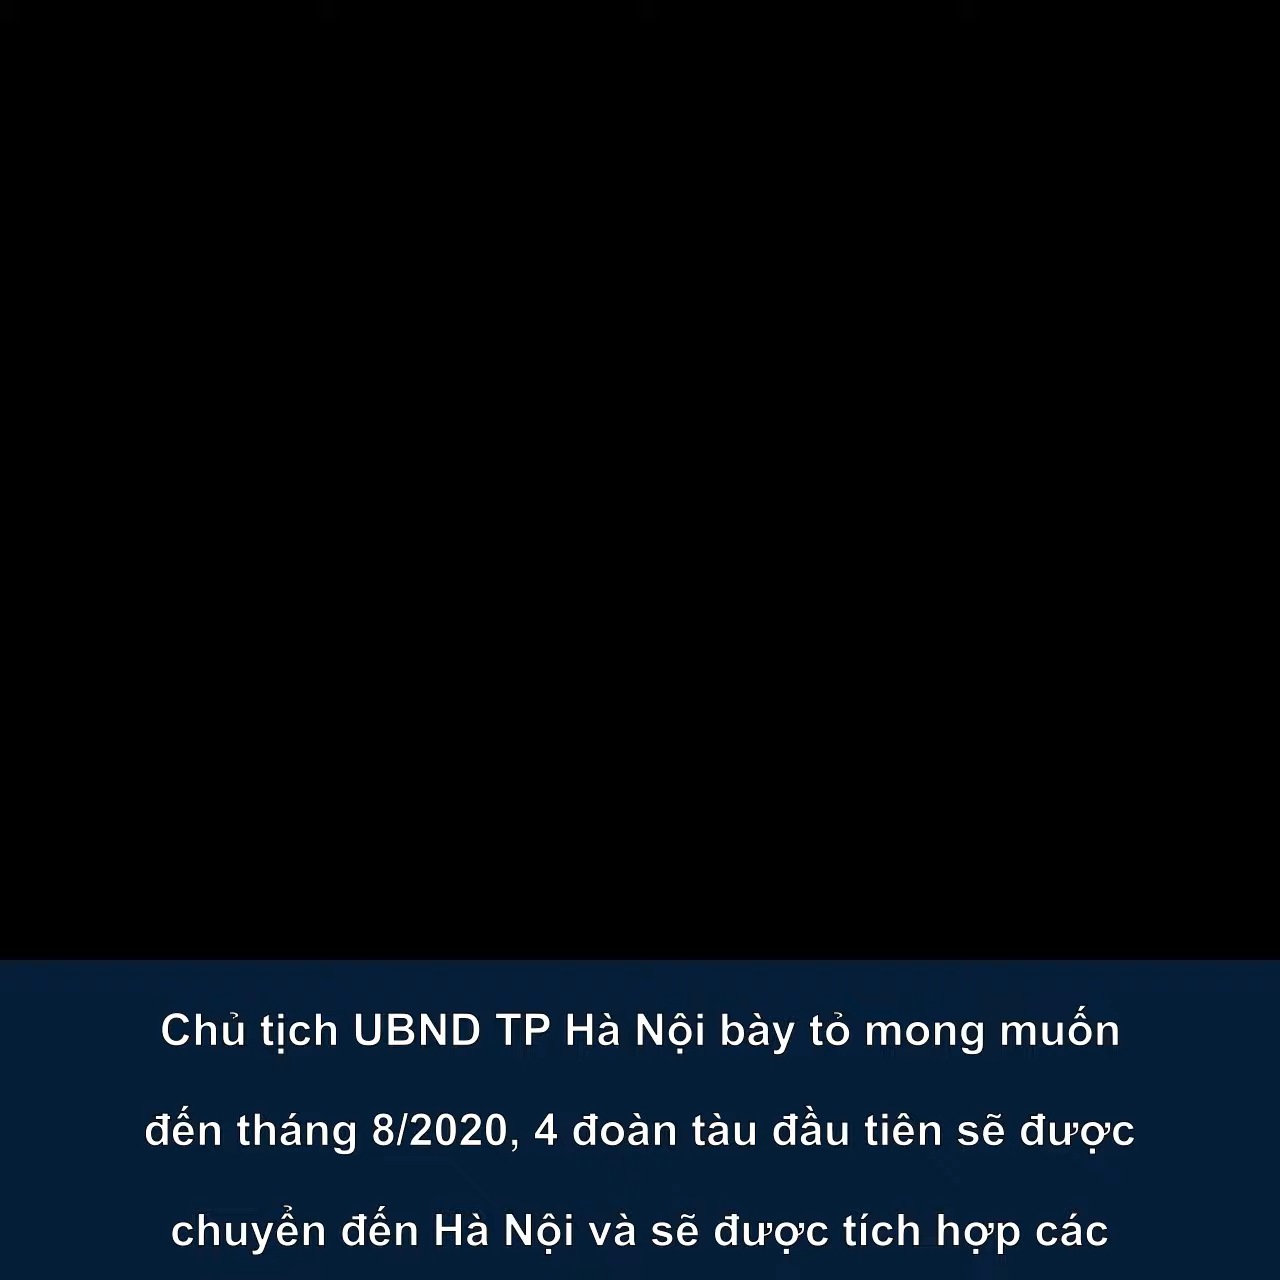 Chủ tịch UBND TP Hà Nội bày tỏ mong muốn
đến tháng 8/2020, 4 đoàn tàu đầu tiên sẽ được
chuyển đến Hà Nội và sẽ được tích hợp các